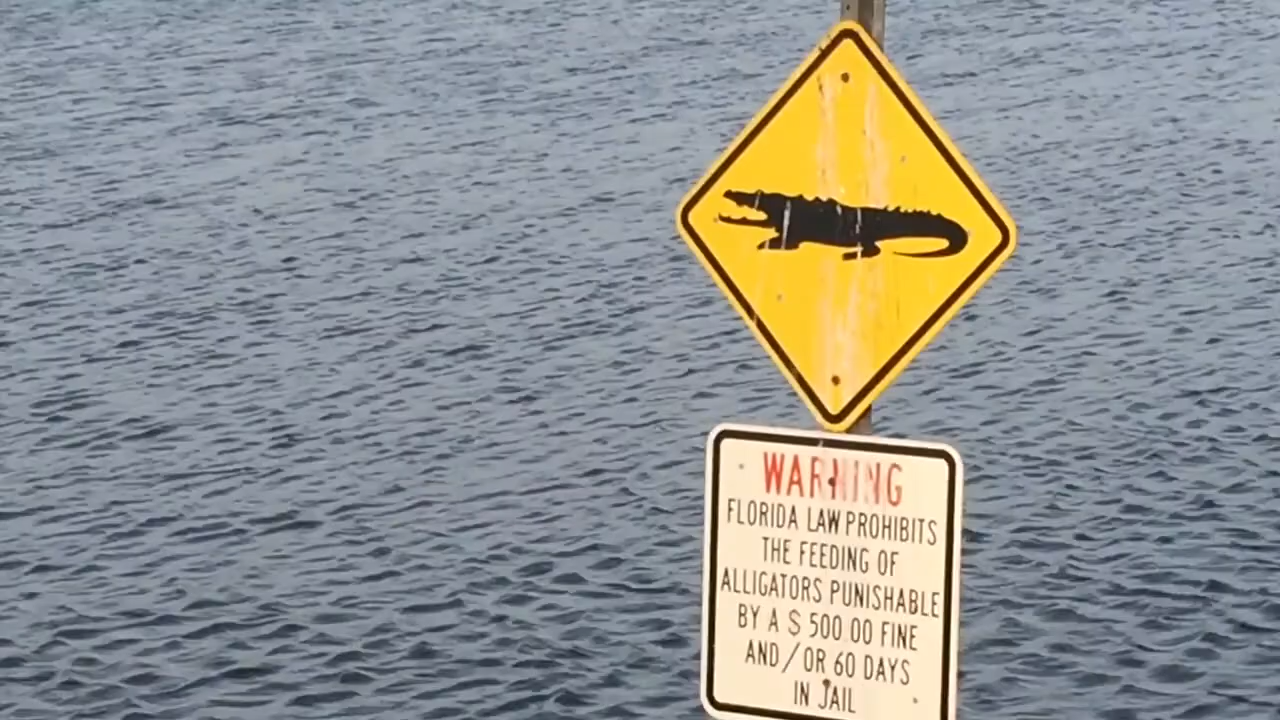 WARNING
FLORIDA LAW PROHIBITS
THE FEEDING OF
ALLIGATORS PUNISHABLE
BY A $ 500.00 FINE
AND/OR 60 DAYS
IN JAIL